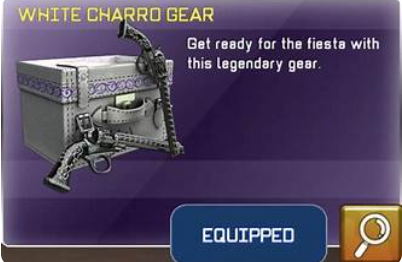 WHITE CHARRO GEAR
Get ready for the fiesta with
this legendary gear.
EQUIPPED